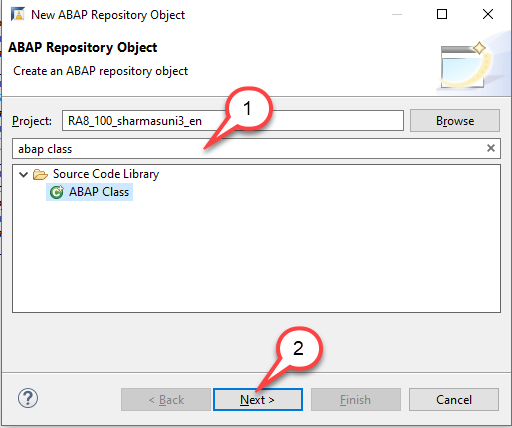 New ABAP Repository Object
ABAP Repository Object
Create an ABAP repository object
1
Project: RA8_100_sharmasuni3_en Browse
abap class
Source Code Library
ABAP Class
2
< Back Next > Finish Cancel